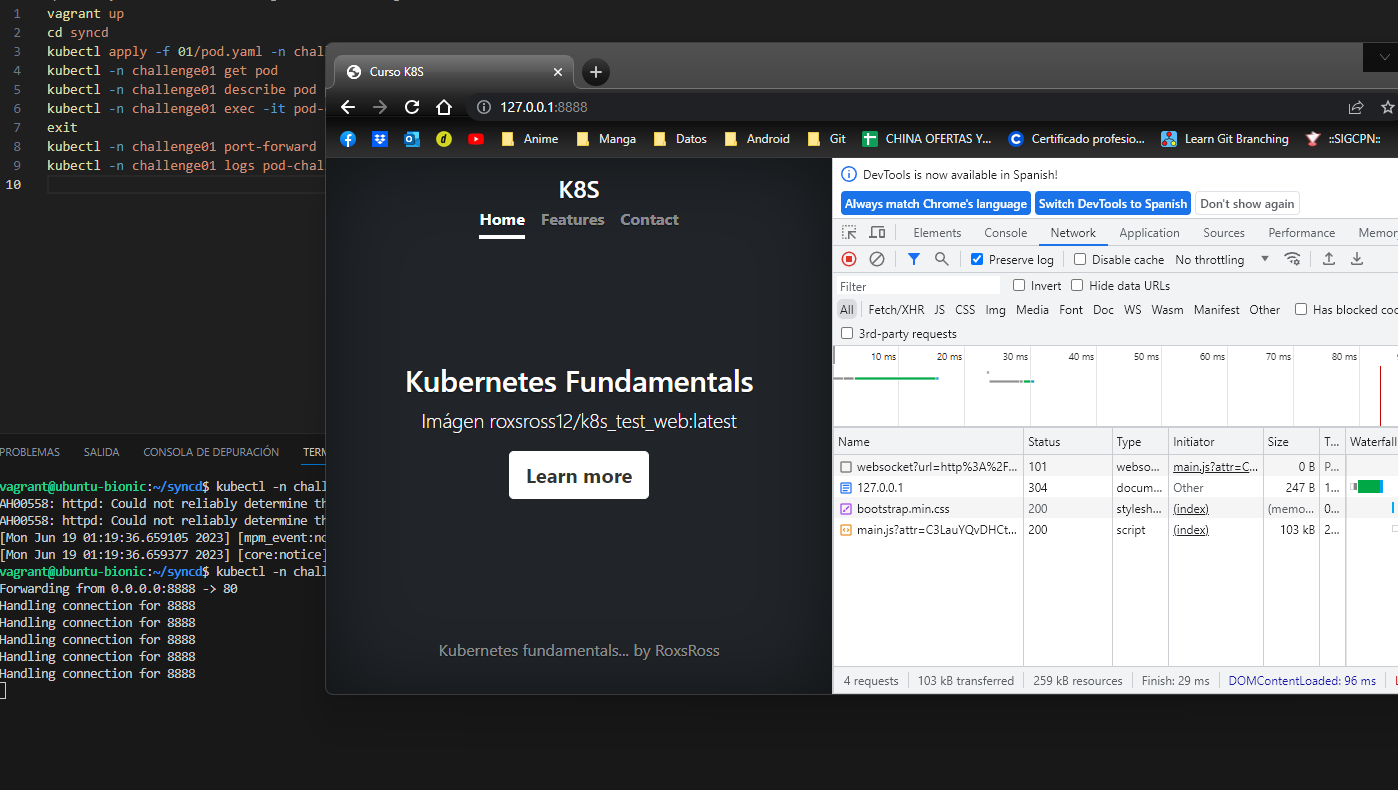 1 vagrant up
2 cd syncd
3 kubectl apply -f 01/pod.yaml -n chal
4 kubectl -n challenge01 get pod
5 kubectl -n challenge01 describe pod
6 kubectl -n challenge01 exec -it pod-
7 exit
8 kubectl -n challenge01 port-forward
9 kubectl -n challenge01 logs pod-chal
10
PROBLEMAS SALIDA CONSOLA DE DEPURACIÓN TERM
vagrant@ubuntu-bionic:~/syncd$ kubectl -n chal
AH00558: httpd: Could not reliably determine th
AH00558: httpd: Could not reliably determine th
[Mon Jun 19 01:19:36.659105 2023] [mpm_event:no
[Mon Jun 19 01:19:36.659377 2023] [core:notice]
vagrant@ubuntu-bionic:~/syncd$ kubectl -n chal
Forwarding from 0.0.0.0:8888 -> 80
Handling connection for 8888
Handling connection for 8888
Handling connection for 8888
Handling connection for 8888
Handling connection for 8888
Curso K8S
127.0.0.1:8888
Anime Manga Datos Android Git CHINA OFERTAS Y... Certificado profesio... Learn Git Branching ::SIGCPN::
K8S
Home Features Contact
Kubernetes Fundamentals
Imágen roxsross12/k8s_test_web:latest
Learn more
Kubernetes fundamentals... by RoxsRoss
DevTools is now available in Spanish!
Always match Chrome's language Switch DevTools to Spanish Don't show again
Elements Console Network Application Sources Performance Memor
Preserve log Disable cache No throttling
Filter Invert Hide data URLs
All Fetch/XHR JS CSS Img Media Font Doc WS Wasm Manifest Other Has blocked coo
3rd-party requests
10 ms 20 ms 30 ms 40 ms 50 ms 60 ms 70 ms 80 ms
Name Status Type Initiator Size T... Waterfall
websocket?url=http%3A%2F... 101 webso... main.js?attr=C... 0 B P...
127.0.0.1 304 docum... Other 247 B 1...
bootstrap.min.css 200 stylesh... (index) (memo... 0...
main.js?attr=C3LauYQvDHCt... 200 script (index) 103 kB 2...
4 requests 103 kB transferred 259 kB resources Finish: 29 ms DOMContentLoaded: 96 ms